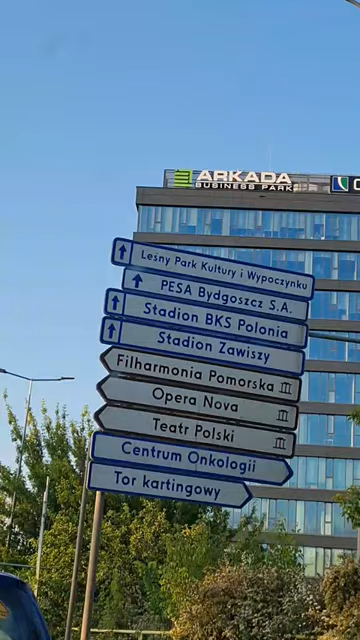 ARKADA
BUSINESS PARK
Leśny Park Kultury i Wypoczynku
PESA Bydgoszcz S.A.
Stadion BKS Polonia
Stadion Zawiszy
Filharmonia Pomorska
Opera Nova
Teatr Polski
Centrum Onkologii
Tor kartingowy